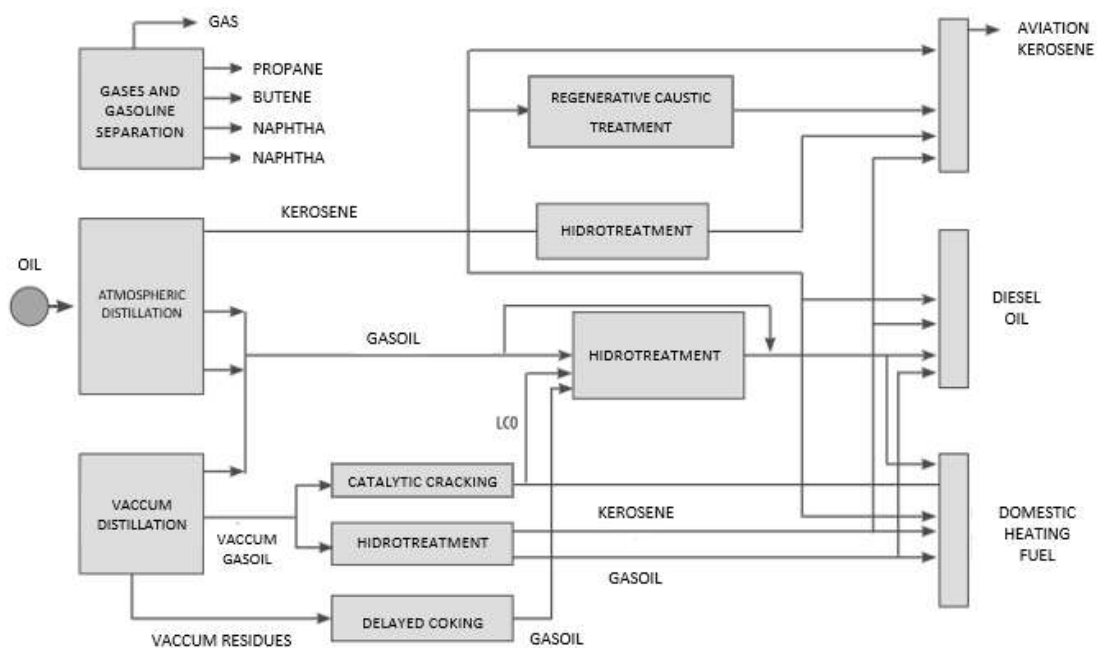 GAS
GASES AND
GASOLINE
SEPARATION
PROPANE
BUTENE
NAPHTHA
NAPHTHA
REGENERATIVE CAUSTIC
TREATMENT
AVIATION
KEROSENE
KEROSENE
HIDROTREATMENT
OIL
ATMOSPHERIC
DISTILLATION
GASOIL
HIDROTREATMENT
DIESEL
OIL
LCO
VACCUM
DISTILLATION
VACCUM
GASOIL
CATALYTIC CRACKING
HIDROTREATMENT
KEROSENE
GASOIL
DOMESTIC
HEATING
FUEL
DELAYED COKING
VACCUM RESIDUES
GASOIL